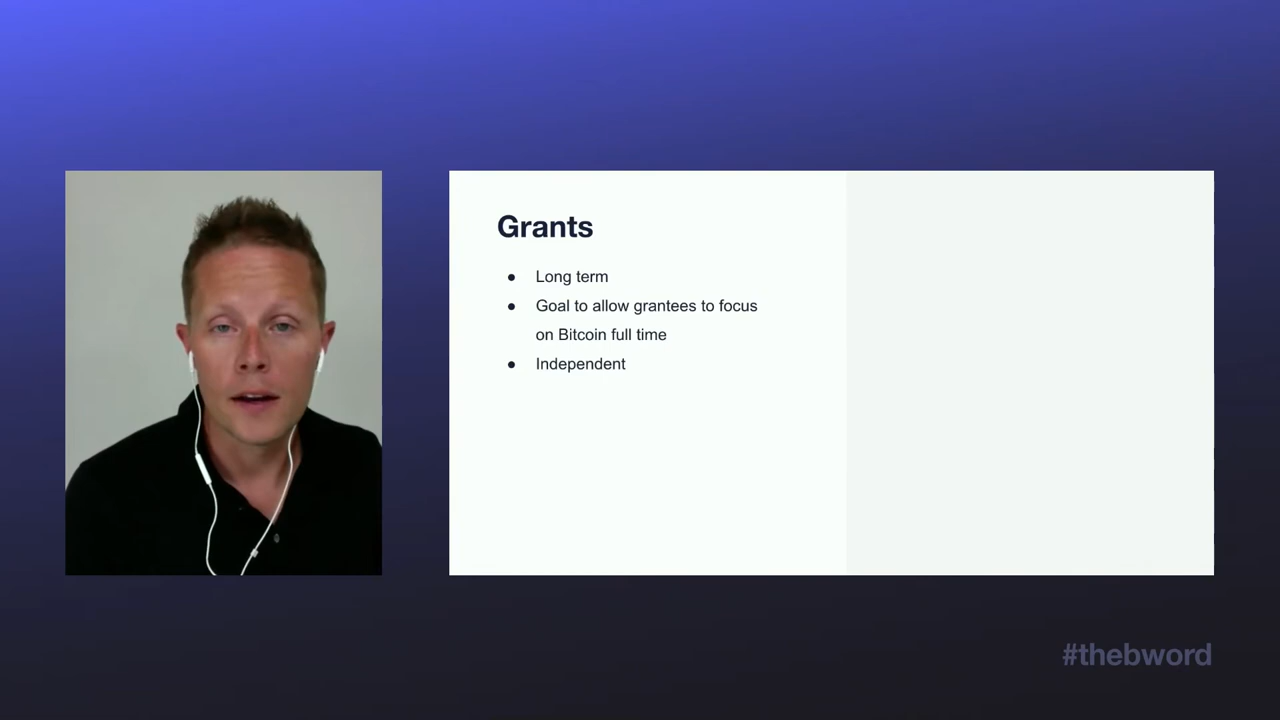 Grants
● Long term
● Goal to allow grantees to focus
on Bitcoin full time
● Independent
#thebword